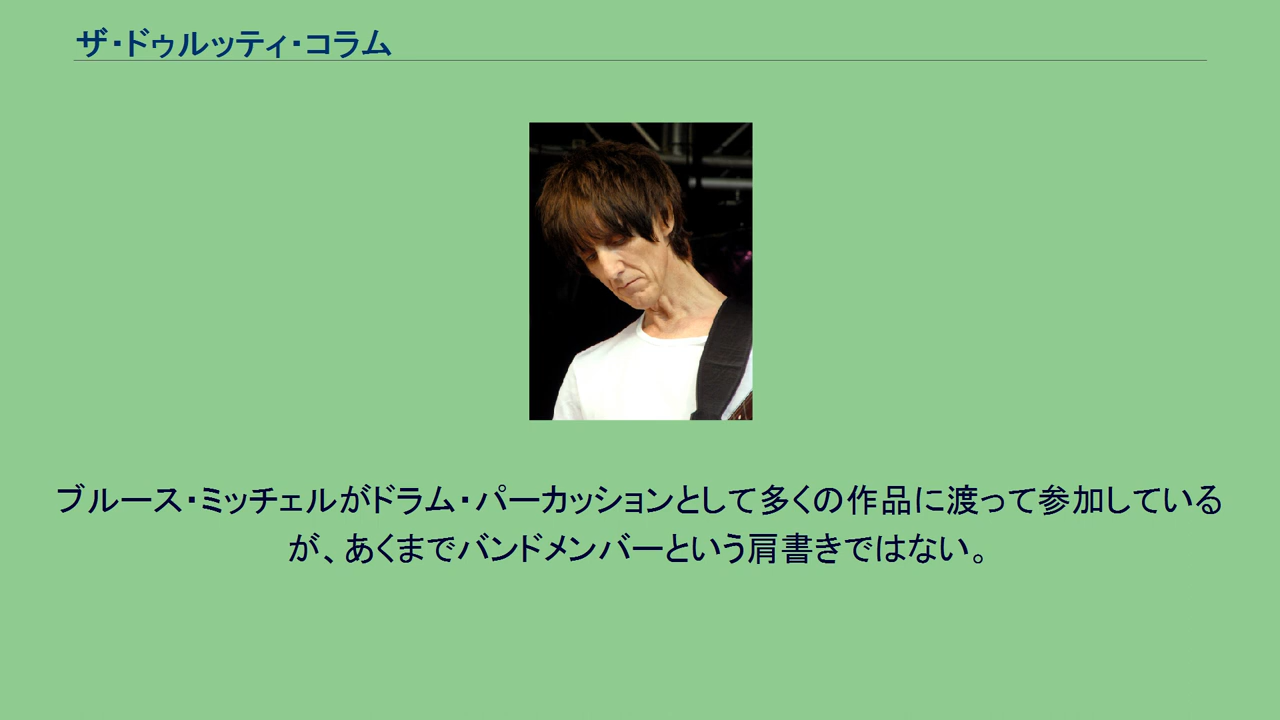 ザ・ドゥルッティ・コラム
ブルース・ミッチェルがドラム・パーカッションとして多くの作品に渡って参加している
が、あくまでバンドメンバーという肩書きではない。